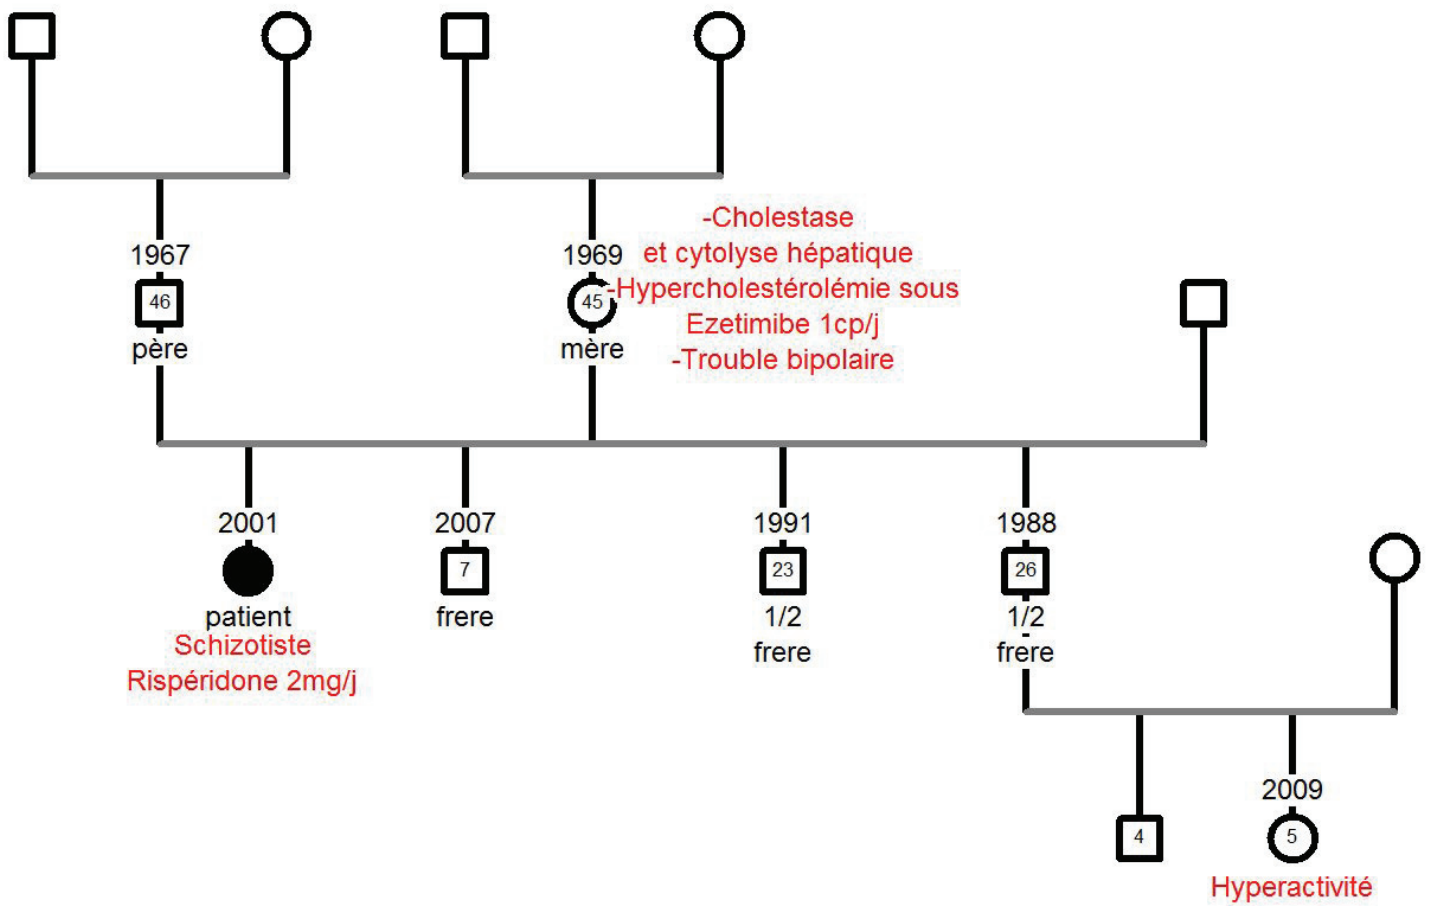 -Cholestase
1967
1969
et cytolyse hépatique
46
45
-Hypercholestérolémie sous
Ezetimibe 1cp/j
père
mère
-Trouble bipolaire
2001
2007
1991
1988
7
23
26
patient
frere
1/2
frere
1/2
frere
Schizotiste
Rispéridone 2mg/j
2009
4
5
Hyperactivité